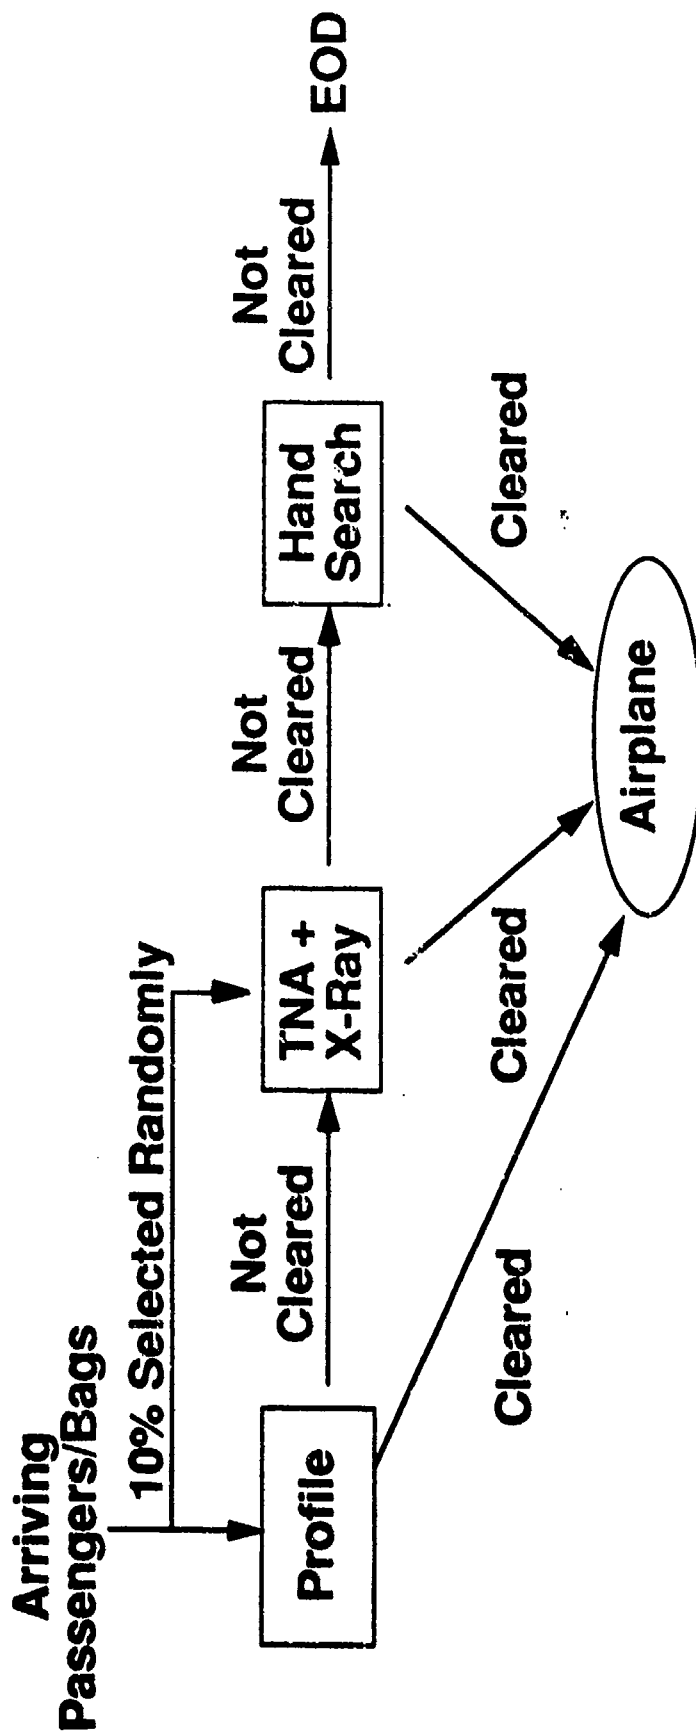 Arriving
Passengers/Bags
10% Selected Randomly
Profile
Not
Cleared
TNA +
X-Ray
Not
Cleared
Hand
Search
Not
Cleared
EOD
Cleared
Cleared
Cleared
Airplane